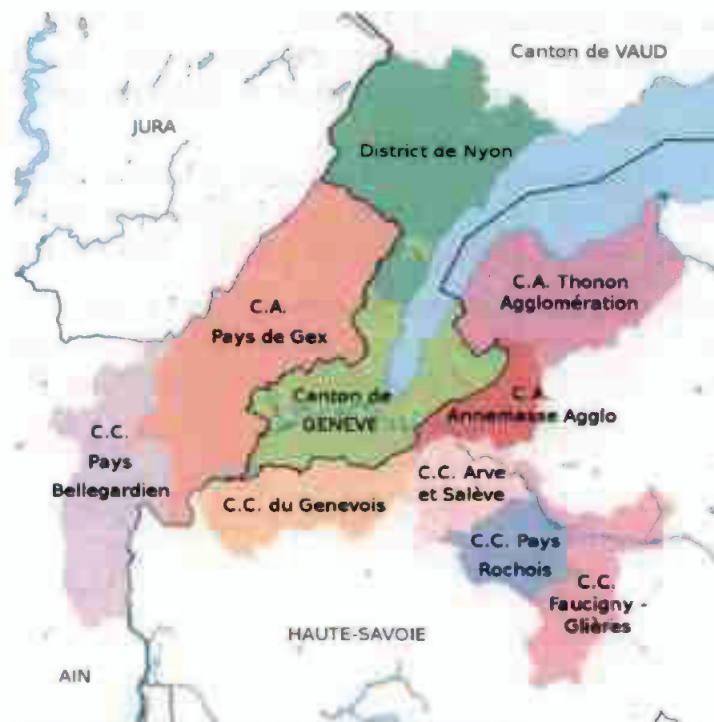 Canton de VAUD
JURA
District de Nyon
C.A. Thonon
Agglomération
C.A.
Pays de Gex
Canton de
GENEVE
C.A.
Annemasse Agglo
C.C.
Pays
Bellegardien
C.C. Arve
et Salève
C.C. du Genevois
C.C. Pays
Rochois
C.C.
Faucigny -
Glières
HAUTE-SAVOIE
AIN